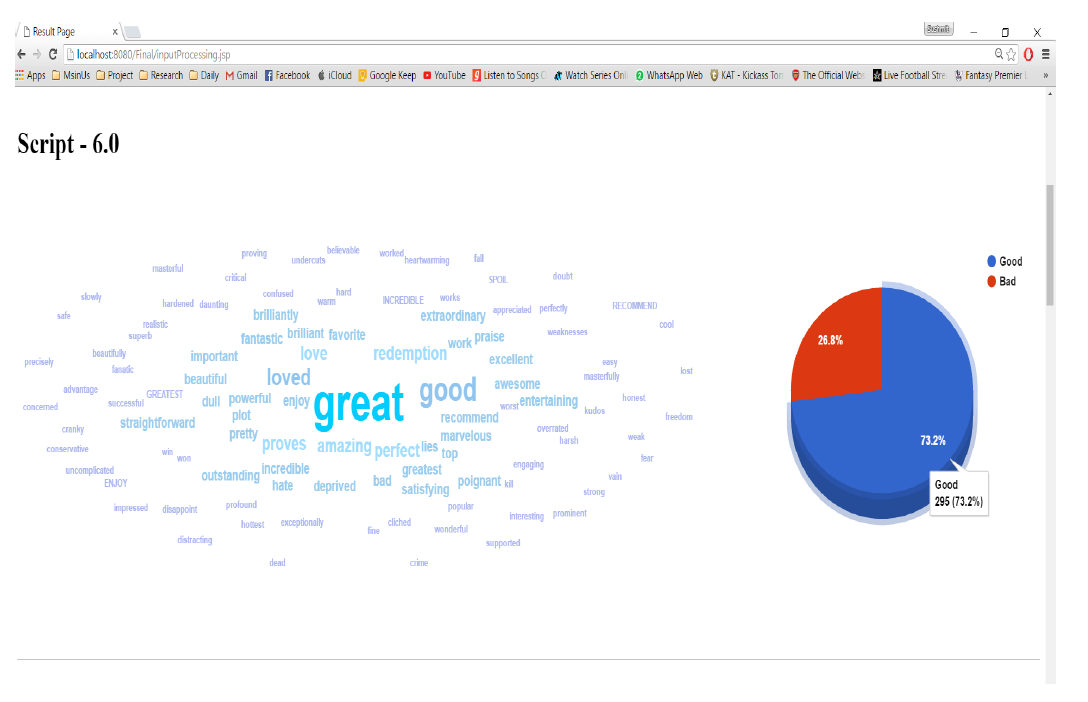 Result Page
x
Submit
localhost:8080/Final/inputProcessing.jsp
Apps MsinUs Project Research Daily Gmail Facebook iCloud Google Keep YouTube Listen to Songs Watch Series Onl WhatsApp Web KAT - Kickass Torr The Official Webs Live Football Stre Fantasy Premier »
Script - 6.0
proving believable worked
undercuts heartwarming fall
masterful critical SPOIL doubt
slowly confused hard
hardened daunting warm INCREDIBLE works RECOMMEND
safe brilliantly extraordinary appreciated perfectly
realistic cool
superb fantastic brilliant favorite work praise weaknesses
beautifully important love redemption excellent
precisely fanatic easy lost
beautiful loved great good awesome masterfully
advantage GREATEST
concerned successful dull powerful enjoy worst entertaining kudos honest
straightforward plot recommend freedom
cranky pretty marvelous overrated harsh weak
conservative win won proves amazing perfect lies top
uncomplicated outstanding incredible greatest engaging fear
ENJOY hate deprived bad satisfying poignant kill vain
strong
impressed disappoint profound popular
hottest exceptionally fine cliched wonderful interesting prominent
distracting supported
dead crime
Good
Bad
26.8%
73.2%
Good
295 (73.2%)